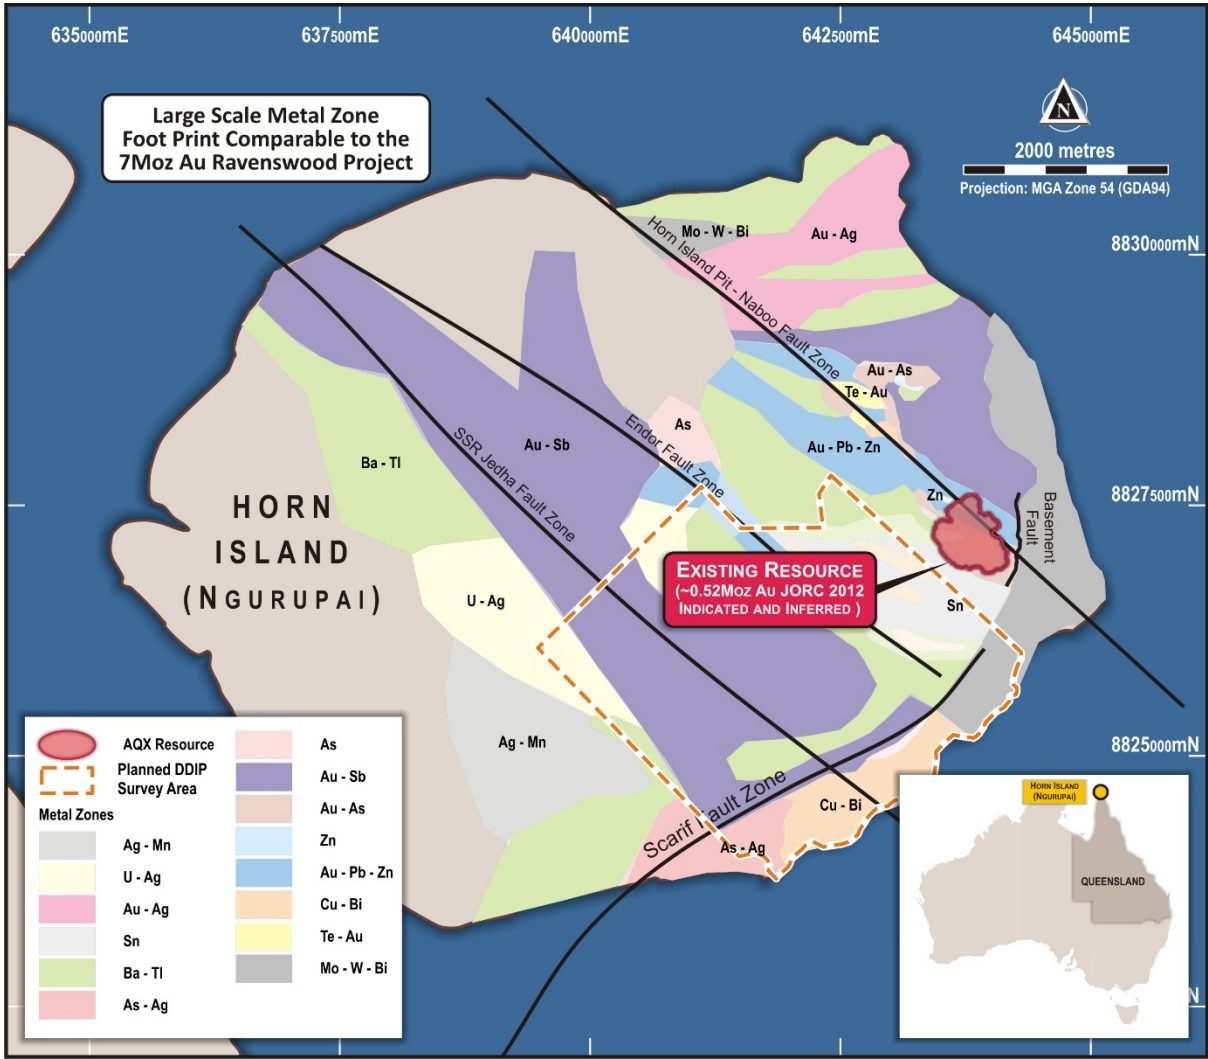 635000mE
637500mE
640000mE
642500mE
645000mE
Large Scale Metal Zone
Foot Print Comparable to the
7Moz Au Ravenswood Project
N
2000 metres
Projection: MGA Zone 54 (GDA94)
8830000mN
8827500mN
8825000mN
N
Mo - W - Bi
Au - Ag
Horn Island Pit - Naboo Fault Zone
Au - As
Te - Au
As
Endor Fault Zone
Au - Sb
SSR Jedha Fault Zone
Au - Pb - Zn
Ba - Tl
Zn
Basement
Fault
HORN
ISLAND
(NGURUPAI)
EXISTING RESOURCE
(~0.52MOZ AU JORC 2012
INDICATED AND INFERRED )
U - Ag
Sn
Ag - Mn
Scarif Fault Zone
Cu - Bi
As - Ag
AQX Resource
Planned DDIP
Survey Area
Metal Zones
Ag - Mn
U - Ag
Au - Ag
Sn
Ba - Tl
As - Ag
As
Au - Sb
Au - As
Zn
Au - Pb - Zn
Cu - Bi
Te - Au
Mo - W - Bi
HORN ISLAND
(NGURUPAI)
QUEENSLAND